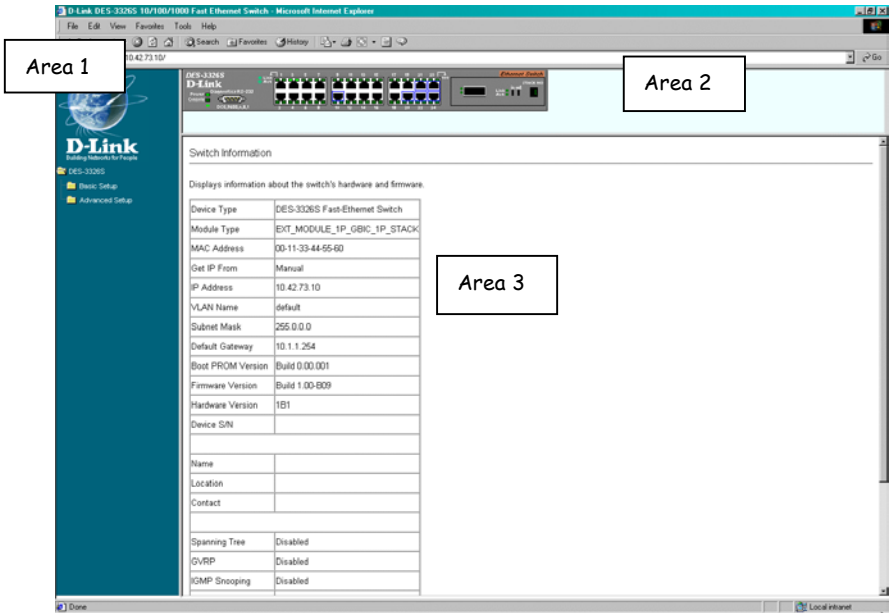 D-Link DES-3326S 10/100/1000 Fast Ethernet Switch - Microsoft Internet Explorer
File Edit View Favorites Tools Help
Search Favorites History
10.42.73.10/
Go
Area 1
Area 2
DES-3326S
D-Link
Ethernet Switch
D-Link
Building Networks for People
DES-3326S
Basic Setup
Advanced Setup
Switch Information
Displays information about the switch's hardware and firmware.
Device Type DES-3326S Fast-Ethernet Switch
Module Type EXT_MODULE_1P_GBIC_1P_STACK
MAC Address 00-11-33-44-55-60
Get IP From Manual
IP Address 10.42.73.10
VLAN Name default
Subnet Mask 255.0.0.0
Default Gateway 10.1.1.254
Boot PROM Version Build 0.00.001
Firmware Version Build 1.00-B09
Hardware Version 1B1
Device S/N
Name
Location
Contact
Spanning Tree Disabled
GVRP Disabled
IGMP Snooping Disabled
Area 3
Done
Local intranet